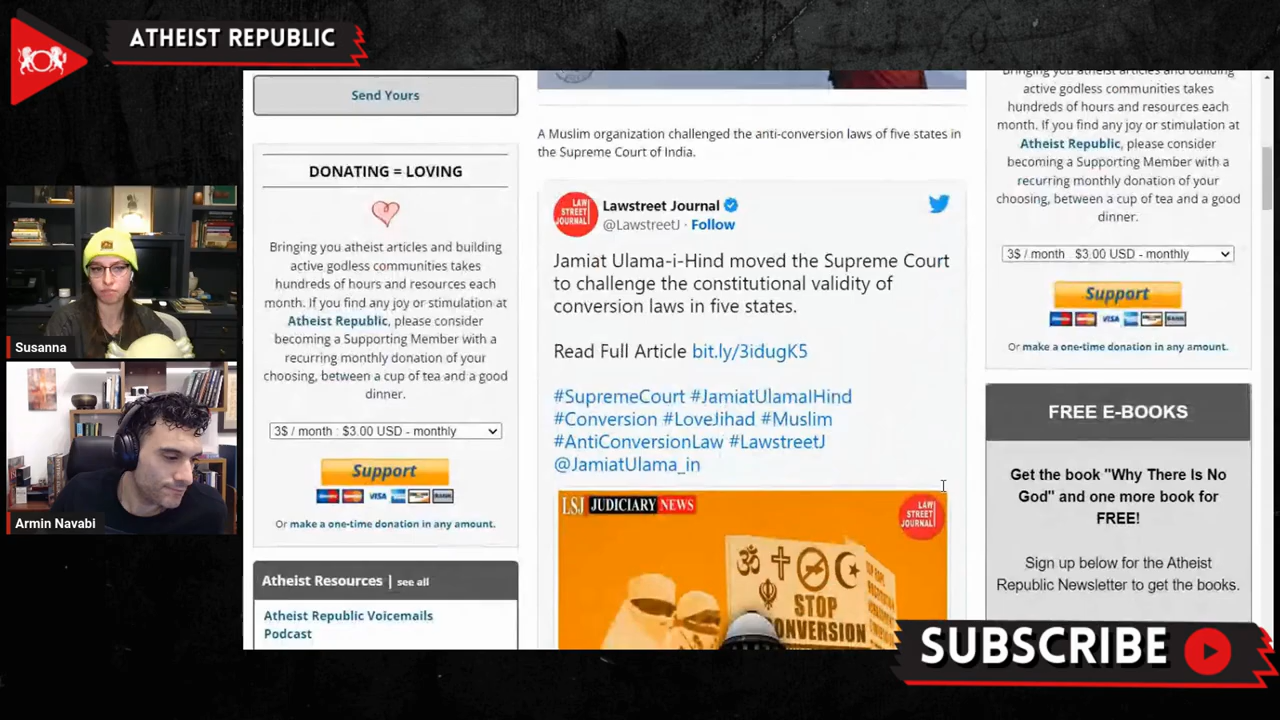 ATHEIST REPUBLIC
Susanna
Armin Navabi
Send Yours
DONATING = LOVING
Bringing you atheist articles and building
active godless communities takes
hundreds of hours and resources each
month. If you find any joy or stimulation at
Atheist Republic, please consider
becoming a Supporting Member with a
recurring monthly donation of your
choosing, between a cup of tea and a good
dinner.
3$ / month : $3.00 USD - monthly
Support
VISA
BANK
Or make a one-time donation in any amount.
Atheist Resources | see all
Atheist Republic Voicemails
Podcast
A Muslim organization challenged the anti-conversion laws of five states in
the Supreme Court of India.
LAW
STREET
JOURNAL
Lawstreet Journal
@LawstreetJ · Follow
Jamiat Ulama-i-Hind moved the Supreme Court
to challenge the constitutional validity of
conversion laws in five states.
Read Full Article bit.ly/3idugK5
#SupremeCourt #JamiatUlamaIHind
#Conversion #LoveJihad #Muslim
#AntiConversionLaw #LawstreetJ
@JamiatUlama_in
LSJ JUDICIARY NEWS
LAW
STREET
JOURNAL
STOP
CONVERSION
Bringing you atheist articles and building
active godless communities takes
hundreds of hours and resources each
month. If you find any joy or stimulation at
Atheist Republic, please consider
becoming a Supporting Member with a
recurring monthly donation of your
choosing, between a cup of tea and a good
dinner.
3$ / month $3.00 USD - monthly
Support
VISA
BANK
Or make a one-time donation in any amount.
FREE E-BOOKS
Get the book "Why There Is No
God" and one more book for
FREE!
Sign up below for the Atheist
Republic Newsletter to get the books.
SUBSCRIBE